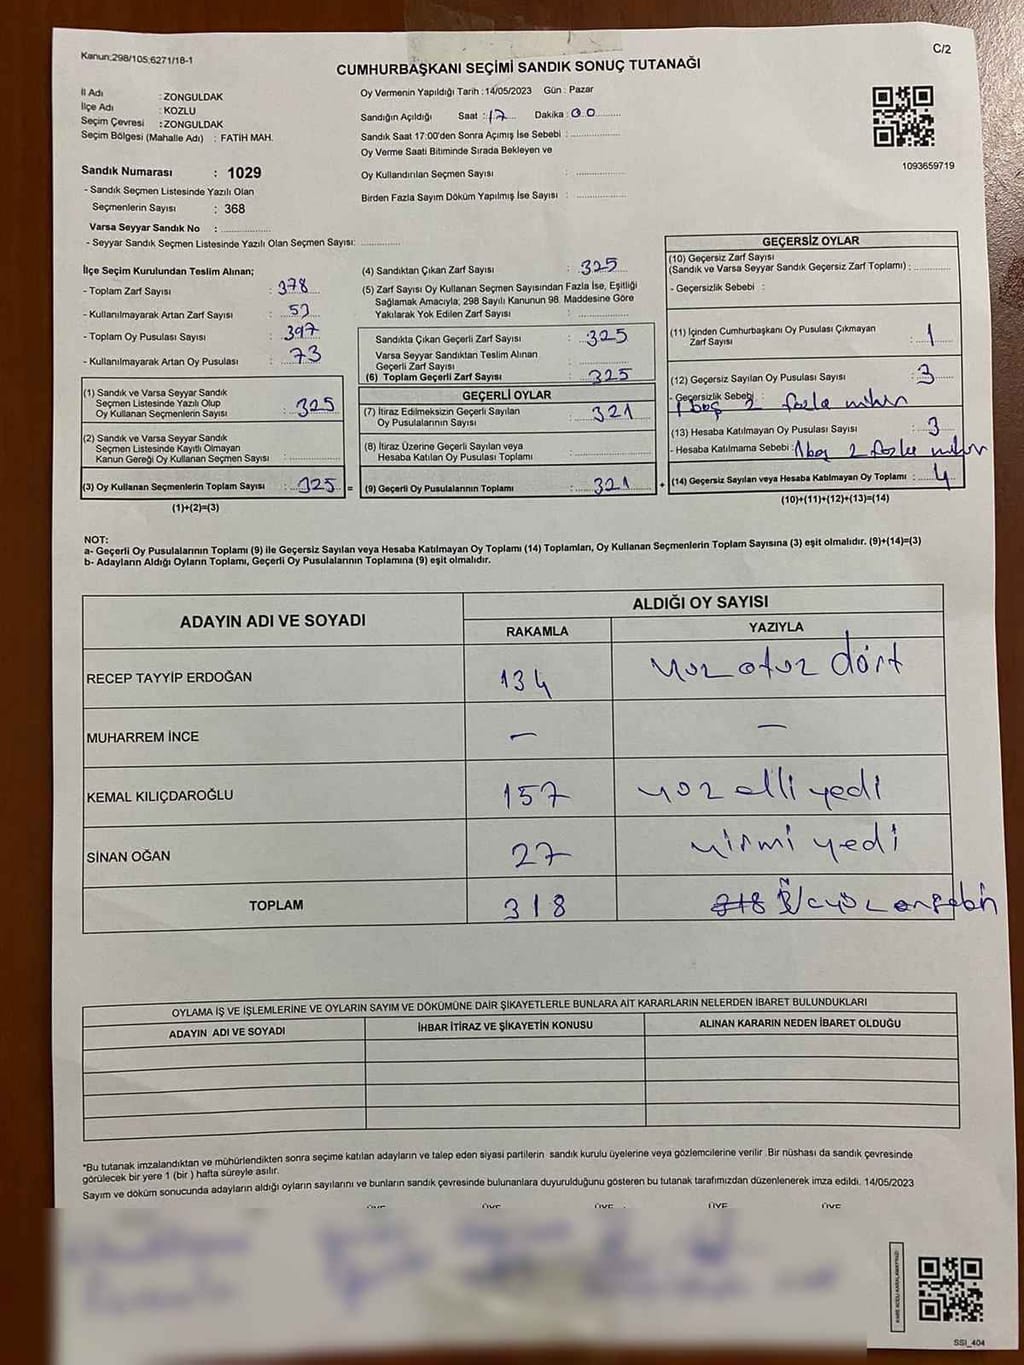 Kanun:298/105;6271/18-1
C/2
CUMHURBAŞKANI SEÇİMİ SANDIK SONUÇ TUTANAĞI
İl Adı : ZONGULDAK
İlçe Adı : KOZLU
Seçim Çevresi : ZONGULDAK
Seçim Bölgesi (Mahalle Adı) : FATİH MAH.
Oy Vermenin Yapıldığı Tarih : 14/05/2023 Gün : Pazar
Sandığın Açıldığı Saat : 17 Dakika : 00
Sandık Saat 17:00'den Sonra Açımış İse Sebebi :
Oy Verme Saati Bitiminde Sırada Bekleyen ve
Oy Kullandırılan Seçmen Sayısı :
Birden Fazla Sayım Döküm Yapılmış İse Sayısı :
1093659719
Sandık Numarası : 1029
- Sandık Seçmen Listesinde Yazılı Olan
Seçmenlerin Sayısı : 368
Varsa Seyyar Sandık No :
- Seyyar Sandık Seçmen Listesinde Yazılı Olan Seçmen Sayısı:
İlçe Seçim Kurulundan Teslim Alınan;
- Toplam Zarf Sayısı : 378
- Kullanılmayarak Artan Zarf Sayısı :
- Toplam Oy Pusulası Sayısı : 397
- Kullanılmayarak Artan Oy Pusulası : 73
(1) Sandık ve Varsa Seyyar Sandık
Seçmen Listesinde Yazılı Olup
Oy Kullanan Seçmenlerin Sayısı : 325
(2) Sandık ve Varsa Seyyar Sandık
Seçmen Listesinde Kayıtlı Olmayan
Kanun Gereği Oy Kullanan Seçmen Sayısı :
(3) Oy Kullanan Seçmenlerin Toplam Sayısı : 325 =
(1)+(2)=(3)
(4) Sandıktan Çıkan Zarf Sayısı : 325
(5) Zarf Sayısı Oy Kullanan Seçmen Sayısından Fazla İse, Eşitliği
Sağlamak Amacıyla; 298 Sayılı Kanunun 98. Maddesine Göre
Yakılarak Yok Edilen Zarf Sayısı :
Sandıkta Çıkan Geçerli Zarf Sayısı : 325
Varsa Seyyar Sandıktan Teslim Alınan
Geçerli Zarf Sayısı :
(6) Toplam Geçerli Zarf Sayısı : 325
GEÇERLİ OYLAR
(7) İtiraz Edilmeksizin Geçerli Sayılan
Oy Pusulalarının Sayısı : 321
(8) İtiraz Üzerine Geçerli Sayılan veya
Hesaba Katılan Oy Pusulası Toplamı :
(9) Geçerli Oy Pusulalarının Toplamı : 321 +
GEÇERSİZ OYLAR
(10) Geçersiz Zarf Sayısı
(Sandık ve Varsa Seyyar Sandık Geçersiz Zarf Toplamı) :
- Geçersizlik Sebebi :
(11) İçinden Cumhurbaşkanı Oy Pusulası Çıkmayan
Zarf Sayısı : 1
(12) Geçersiz Sayılan Oy Pusulası Sayısı : 3
- Geçersizlik Sebebi :
1 boş 2 fazla mühür
(13) Hesaba Katılmayan Oy Pusulası Sayısı : 3
- Hesaba Katılmama Sebebi : 1 boş 2 fazla mühür
(14) Geçersiz Sayılan veya Hesaba Katılmayan Oy Toplamı : 4
(10)+(11)+(12)+(13)=(14)
NOT:
a- Geçerli Oy Pusulalarının Toplamı (9) ile Geçersiz Sayılan veya Hesaba Katılmayan Oy Toplamı (14) Toplamları, Oy Kullanan Seçmenlerin Toplam Sayısına (3) eşit olmalıdır. (9)+(14)=(3)
b- Adayların Aldığı Oyların Toplamı, Geçerli Oy Pusulalarının Toplamına (9) eşit olmalıdır.
ADAYIN ADI VE SOYADI
ALDIĞI OY SAYISI
RAKAMLA YAZIYLA
RECEP TAYYİP ERDOĞAN 134 yüz otuz dört
MUHARREM İNCE — —
KEMAL KILIÇDAROĞLU 157 yüz elli yedi
SİNAN OĞAN 27 yirmi yedi
TOPLAM 318 318 Üçyüz onsekiz
OYLAMA İŞ VE İŞLEMLERİNE VE OYLARIN SAYIM VE DÖKÜMÜNE DAİR ŞİKAYETLERLE BUNLARA AİT KARARLARIN NELERDEN İBARET BULUNDUKLARI
ADAYIN ADI VE SOYADI İHBAR İTİRAZ VE ŞİKAYETİN KONUSU ALINAN KARARIN NEDEN İBARET OLDUĞU
*Bu tutanak imzalandıktan ve mühürlendikten sonra seçime katılan adayların ve talep eden siyasi partilerin sandık kurulu üyelerine veya gözlemcilerine verilir .Bir nüshası da sandık çevresinde
görülecek bir yere 1 (bir ) hafta süreyle asılır.
Sayım ve döküm sonucunda adayların aldığı oyların sayılarını ve bunların sandık çevresinde bulunanlara duyurulduğunu gösteren bu tutanak tarafımızdan düzenlenerek imza edildi. 14/05/2023
ÜYE ÜYE ÜYE ÜYE ÜYE
SSI_404